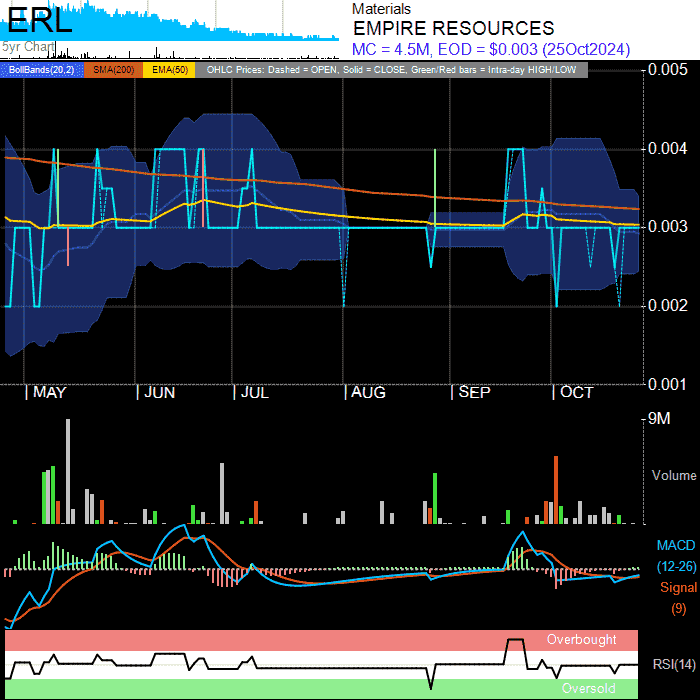 ERL
5yr Chart
Materials
EMPIRE RESOURCES
MC = 4.5M, EOD = $0.003 (25Oct2024)
BollBands(20,2) SMA(200) EMA(50) OHLC Prices: Dashed = OPEN, Solid = CLOSE, Green/Red bars = Intra-day HIGH/LOW
0.005
0.004
0.003
0.002
0.001
MAY JUN JUL AUG SEP OCT
9M
Volume
MACD
(12-26)
Signal
(9)
Overbought
RSI(14)
Oversold